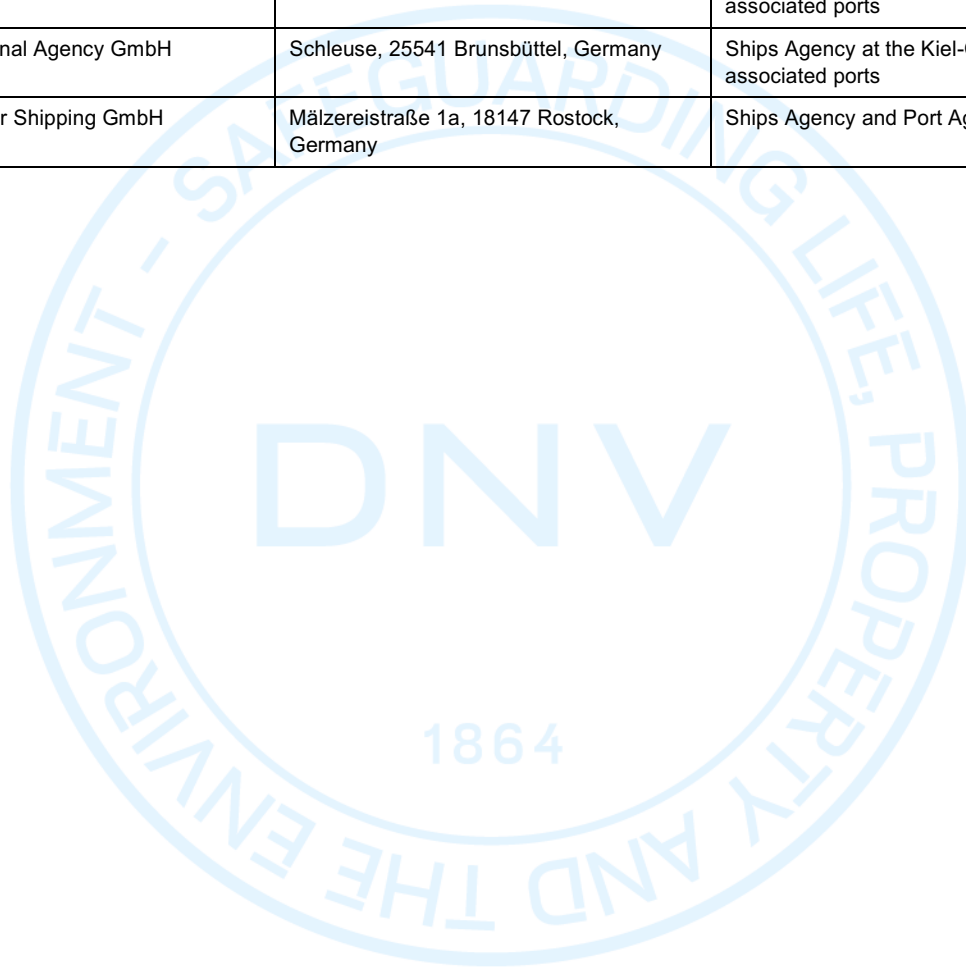 associated ports
nal Agency GmbH
Schleuse, 25541 Brunsbüttel, Germany
Ships Agency at the Kiel-
associated ports
r Shipping GmbH
Mälzereistraße 1a, 18147 Rostock,
Germany
Ships Agency and Port Ag
SAFEGUARDING LIFE, PROPERTY AND THE ENVIRONMENT -
DNV
1864